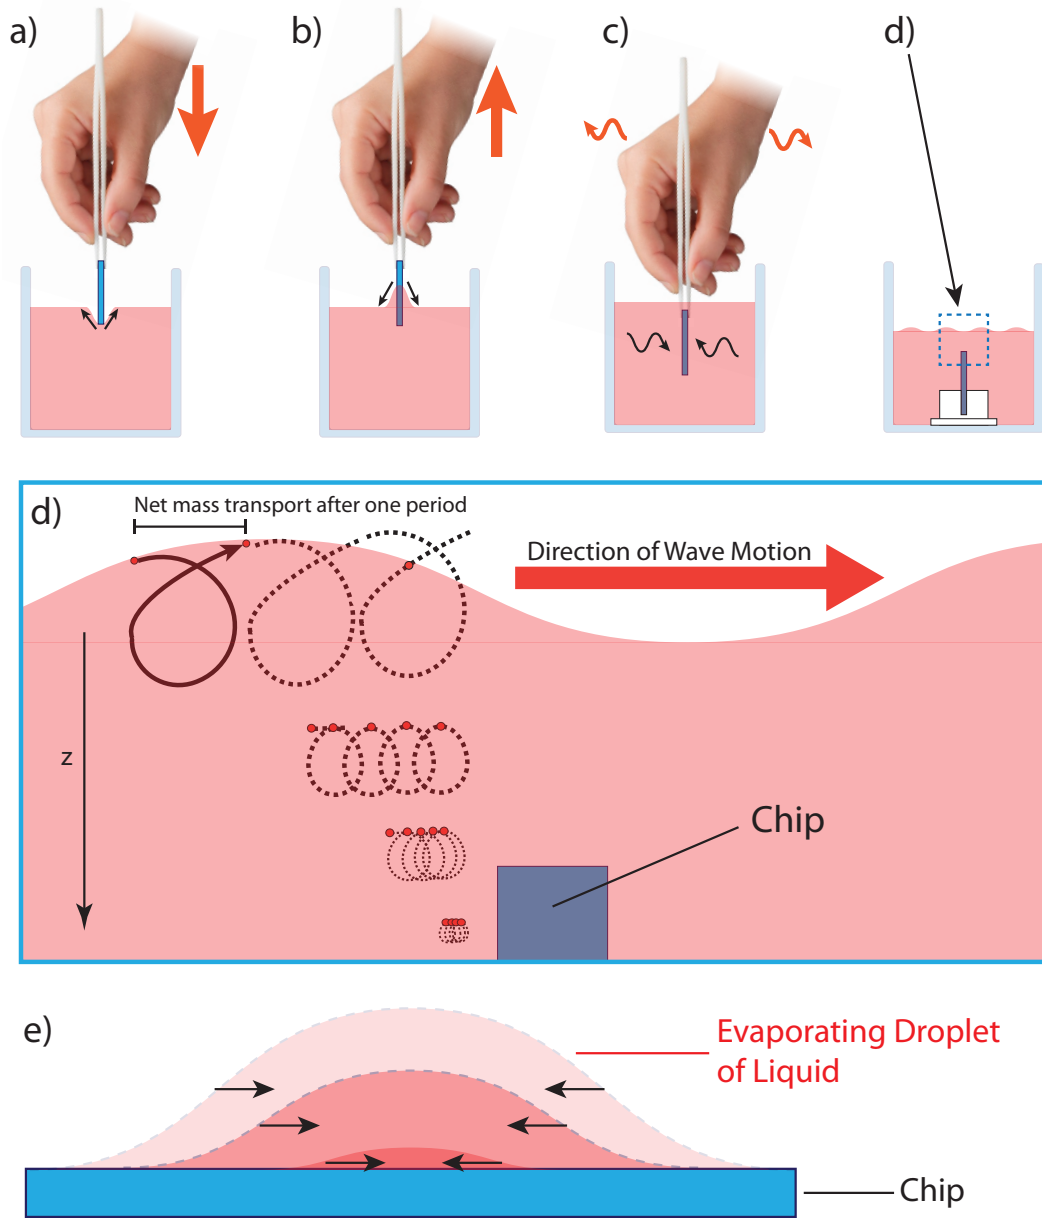 a)
b)
c)
d)
d)
Net mass transport after one period
Direction of Wave Motion
z
Chip
e)
Evaporating Droplet
of Liquid
Chip